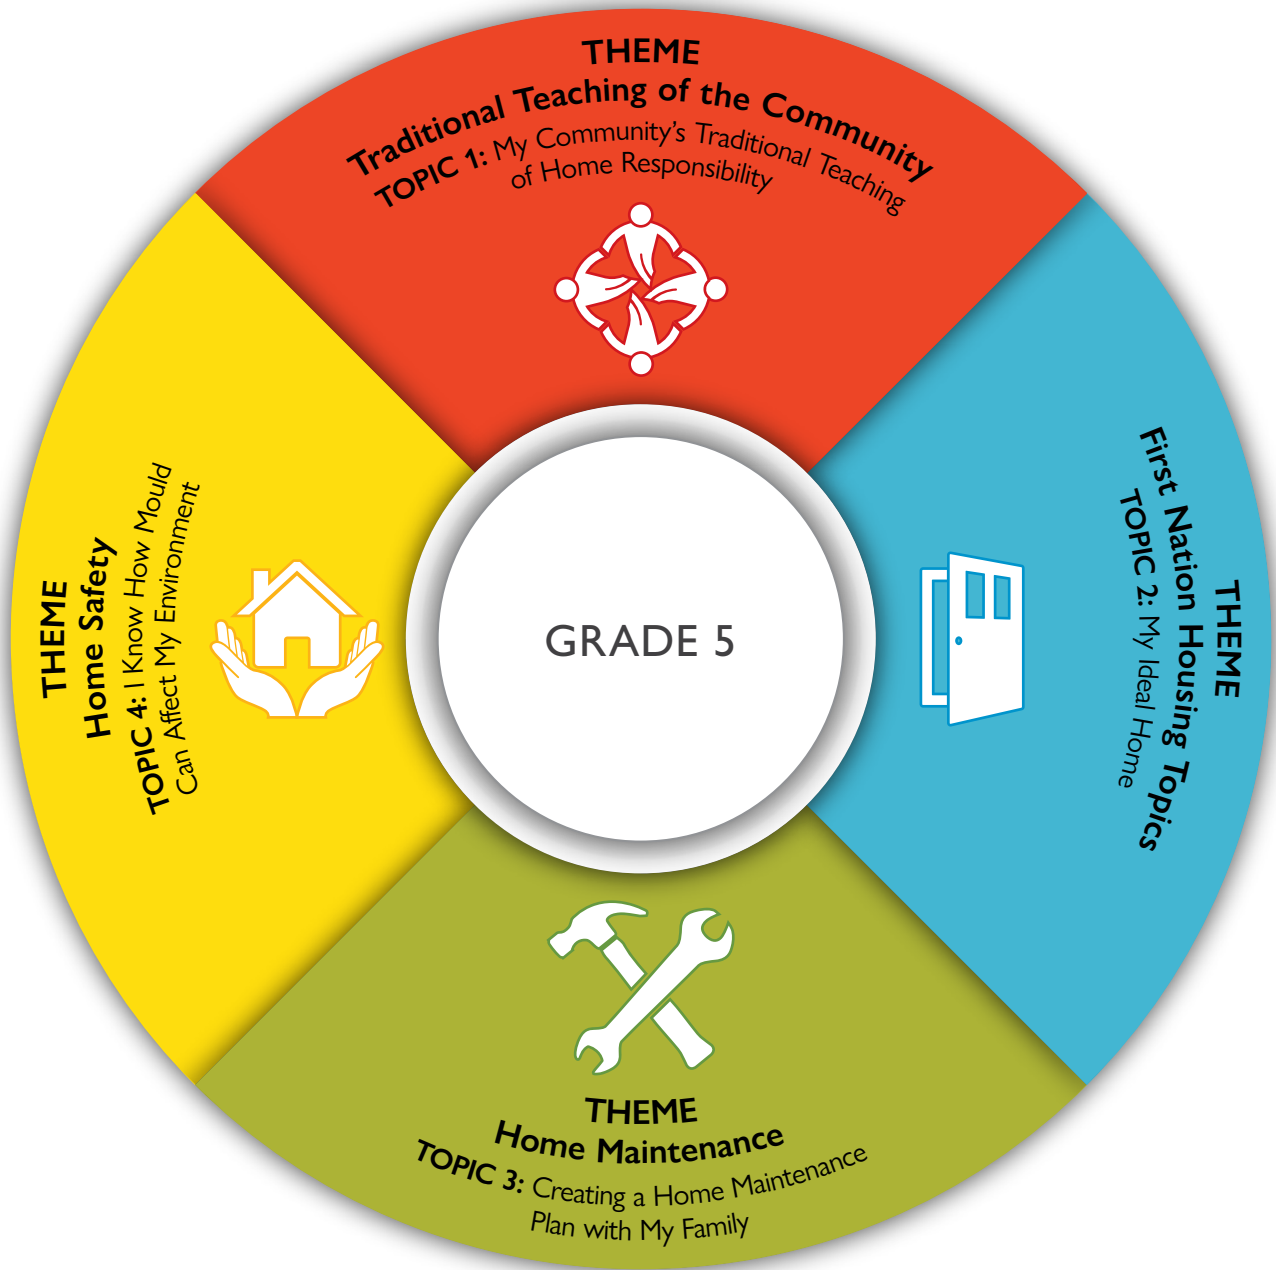 THEME
Traditional Teaching of the Community
TOPIC 1: My Community’s Traditional Teaching
of Home Responsibility
THEME
First Nation Housing Topics
TOPIC 2: My Ideal Home
THEME
Home Maintenance
TOPIC 3: Creating a Home Maintenance
Plan with My Family
THEME
Home Safety
TOPIC 4: I Know How Mould
Can Affect My Environment
GRADE 5